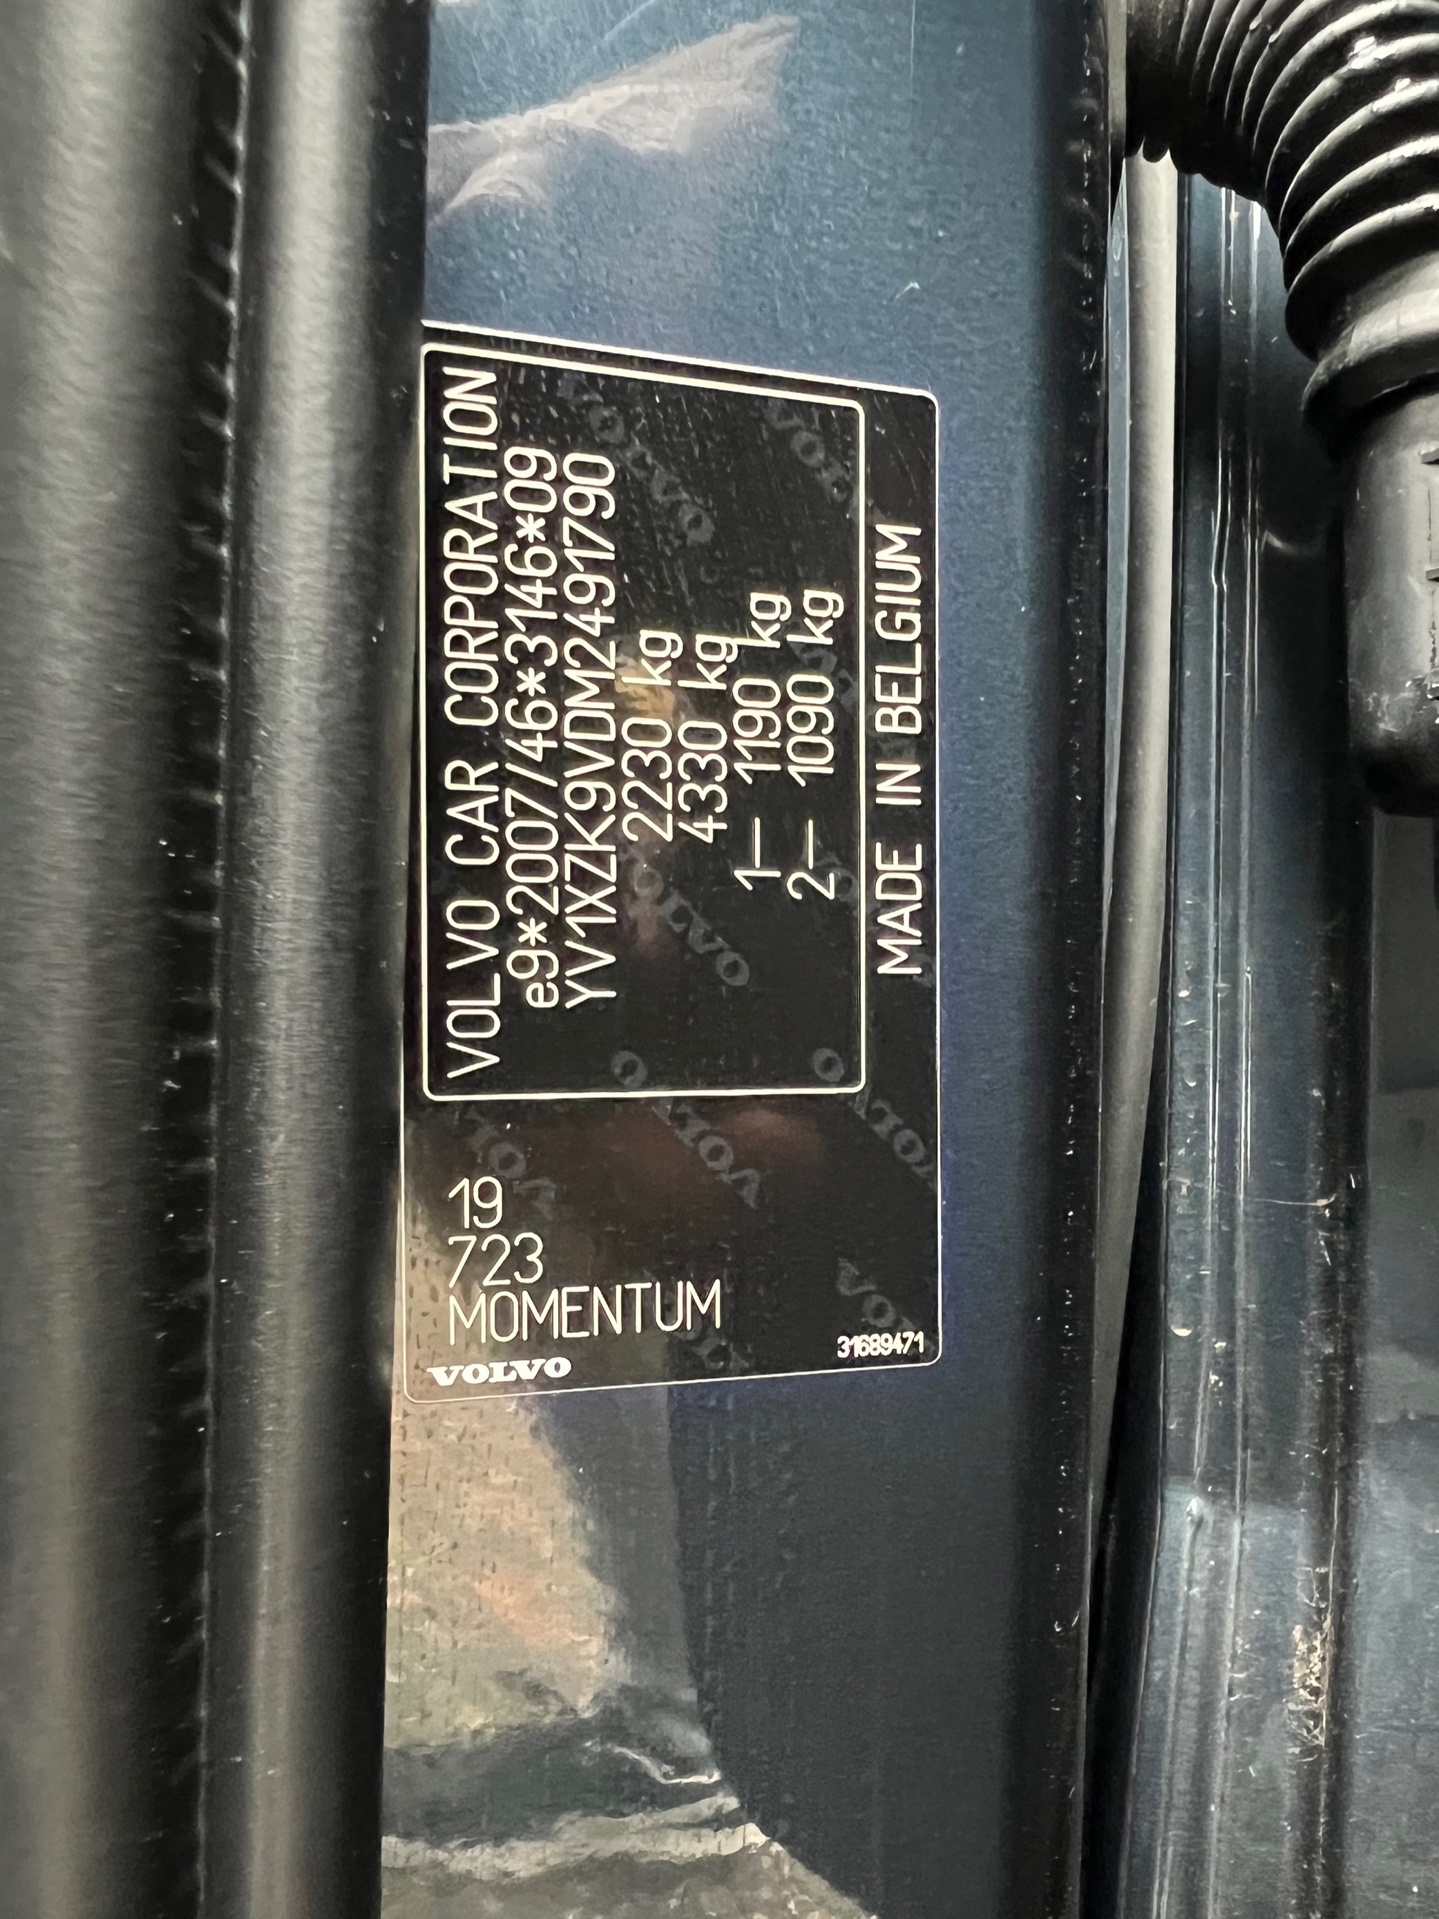 VOLVO CAR CORPORATION
e9*2007/46*3146*09
YV1XZK9VDM2491790
2230 kg
4330 kg
1— 1190 kg
2— 1090 kg
MADE IN BELGIUM
19
723
MOMENTUM
VOLVO
31689471